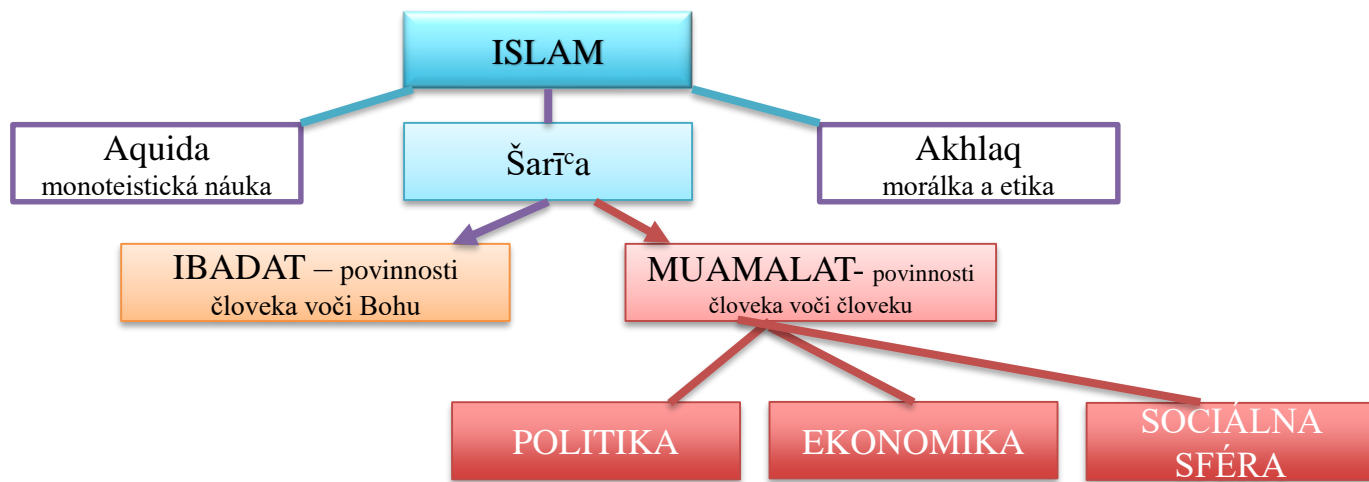 ISLAM
Aquida
monoteistická náuka
Šarīᶜa
Akhlaq
morálka a etika
IBADAT – povinnosti
človeka voči Bohu
MUAMALAT- povinnosti
človeka voči človeku
POLITIKA
EKONOMIKA
SOCIÁLNA
SFÉRA